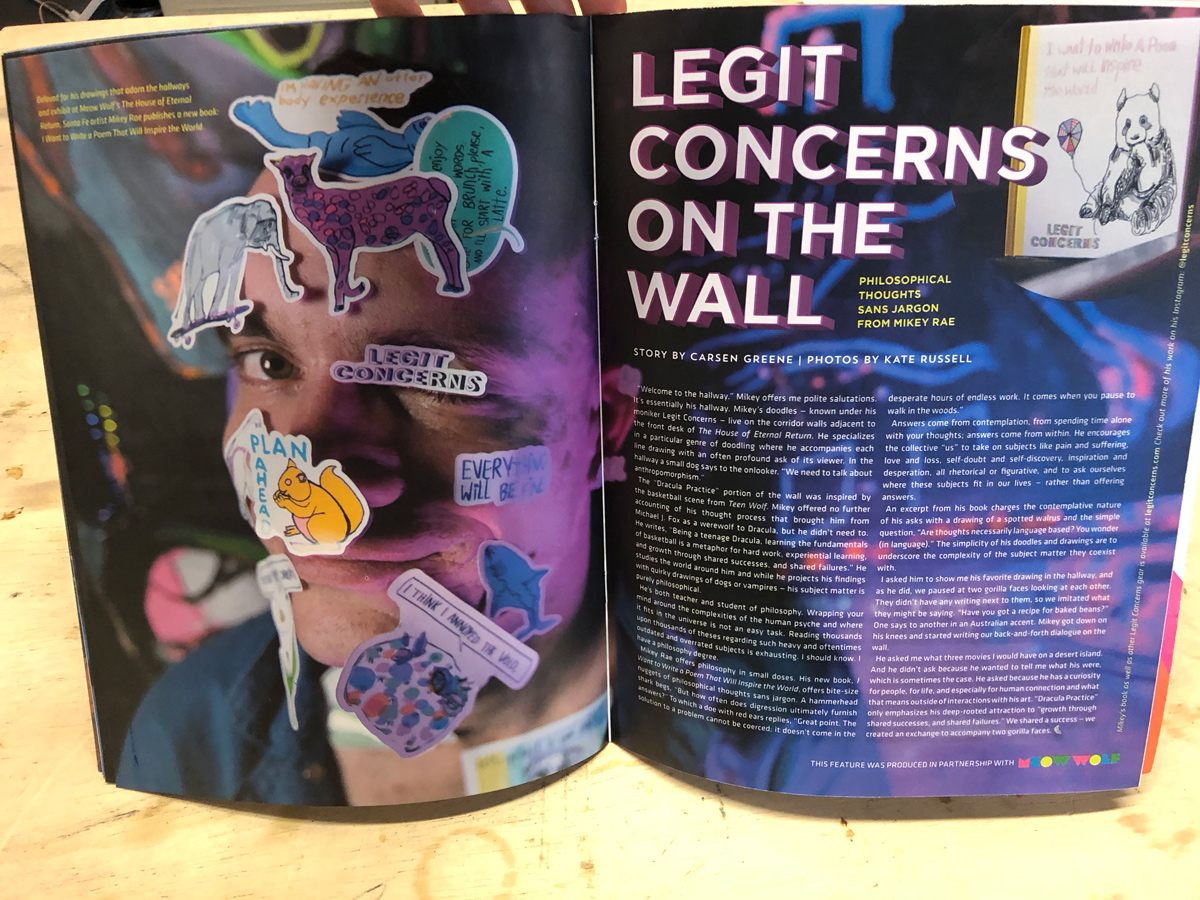 Beloved for his drawings that adorn the hallways
and exhibit at Meow Wolf's The House of Eternal
Return, Santa Fe artist Mikey Rae publishes a new book:
I Want to Write a Poem That Will Inspire the World.
I'M HAVING AN utter
body experience
enjoy
WORDS
FOR BRUNCH please,
AND I'LL START with A
LATTE.
LEGIT
CONCERNS
PLAN
AHEAD
EVERYTHING
WILL BE FINE
I THINK I ANNOYED THE VOID.
LEGIT
CONCERNS
ON THE
WALL
PHILOSOPHICAL
THOUGHTS
SANS JARGON
FROM MIKEY RAE
I want to Write A Poem
that will Inspire
the World
LEGIT
CONCERNS
STORY BY CARSEN GREENE | PHOTOS BY KATE RUSSELL
"Welcome to the hallway." Mikey offers me polite salutations.
It's essentially his hallway. Mikey's doodles – known under his
moniker Legit Concerns – live on the corridor walls adjacent to
the front desk of The House of Eternal Return. He specializes
in a particular genre of doodling where he accompanies each
line drawing with an often profound ask of its viewer. In the
hallway a small dog says to the onlooker, "We need to talk about
anthropomorphism."
The "Dracula Practice" portion of the wall was inspired by
the basketball scene from Teen Wolf. Mikey offered no further
accounting of his thought process that brought him from
Michael J. Fox as a werewolf to Dracula, but he didn't need to.
He writes, "Being a teenage Dracula, learning the fundamentals
of basketball is a metaphor for hard work, experiential learning,
and growth through shared successes, and shared failures." He
studies the world around him and while he projects his findings
with quirky drawings of dogs or vampires – his subject matter is
purely philosophical.
He's both teacher and student of philosophy. Wrapping your
mind around the complexities of the human psyche and where
it fits in the universe is not an easy task. Reading thousands
upon thousands of theses regarding such heavy and oftentimes
outdated and overrated subjects is exhausting. I should know. I
have a philosophy degree.
Mikey Rae offers philosophy in small doses. His new book, I
Want to Write a Poem That Will Inspire the World, offers bite-size
nuggets of philosophical thoughts sans jargon. A hammerhead
shark begs, "But how often does digression ultimately furnish
answers?" To which a doe with red ears replies, "Great point. The
solution to a problem cannot be coerced; it doesn't come in the
desperate hours of endless work. It comes when you pause to
walk in the woods."
Answers come from contemplation, from spending time alone
with your thoughts; answers come from within. He encourages
the collective "us" to take on subjects like pain and suffering,
love and loss, self-doubt and self-discovery, inspiration and
desperation, all rhetorical or figurative, and to ask ourselves
where these subjects fit in our lives – rather than offering
answers.
An excerpt from his book charges the contemplative nature
of his asks with a drawing of a spotted walrus and the simple
question, "Are thoughts necessarily language based? You wonder
(in language)." The simplicity of his doodles and drawings are to
underscore the complexity of the subject matter they coexist
with.
I asked him to show me his favorite drawing in the hallway, and
as he did, we paused at two gorilla faces looking at each other.
They didn't have any writing next to them, so we imitated what
they might be saying. "Have you got a recipe for baked beans?"
One says to another in an Australian accent. Mikey got down on
his knees and started writing our back-and-forth dialogue on the
wall.
He asked me what three movies I would have on a desert island.
And he didn't ask because he wanted to tell me what his were,
which is sometimes the case. He asked because he has a curiosity
for people, for life, and especially for human connection and what
that means outside of interactions with his art. "Dracula Practice"
only emphasizes his deep-rooted attraction to "growth through
shared successes, and shared failures." We shared a success – we
created an exchange to accompany two gorilla faces.
Mikey's book as well as other Legit Concerns gear is available at legitconcerns.com. Check out more of his work on his Instagram: @legitconcerns
THIS FEATURE WAS PRODUCED IN PARTNERSHIP WITH MEOW WOLF